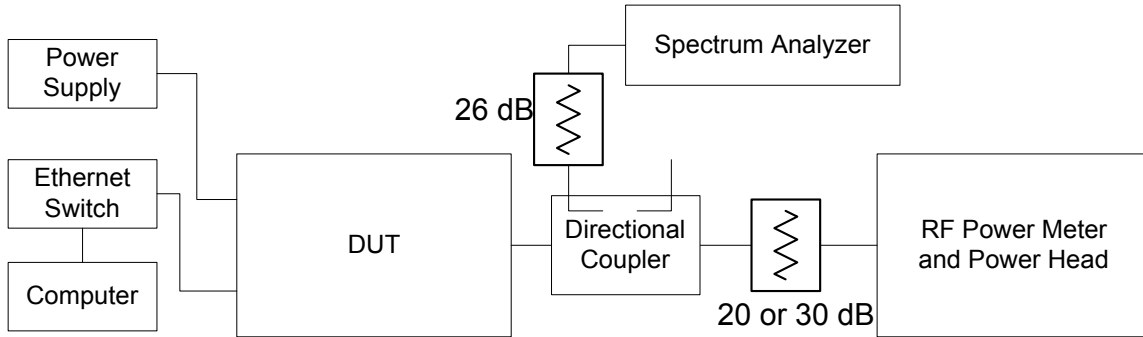 Power
Supply
Spectrum Analyzer
26 dB
Ethernet
Switch
DUT
Directional
Coupler
RF Power Meter
and Power Head
Computer
20 or 30 dB